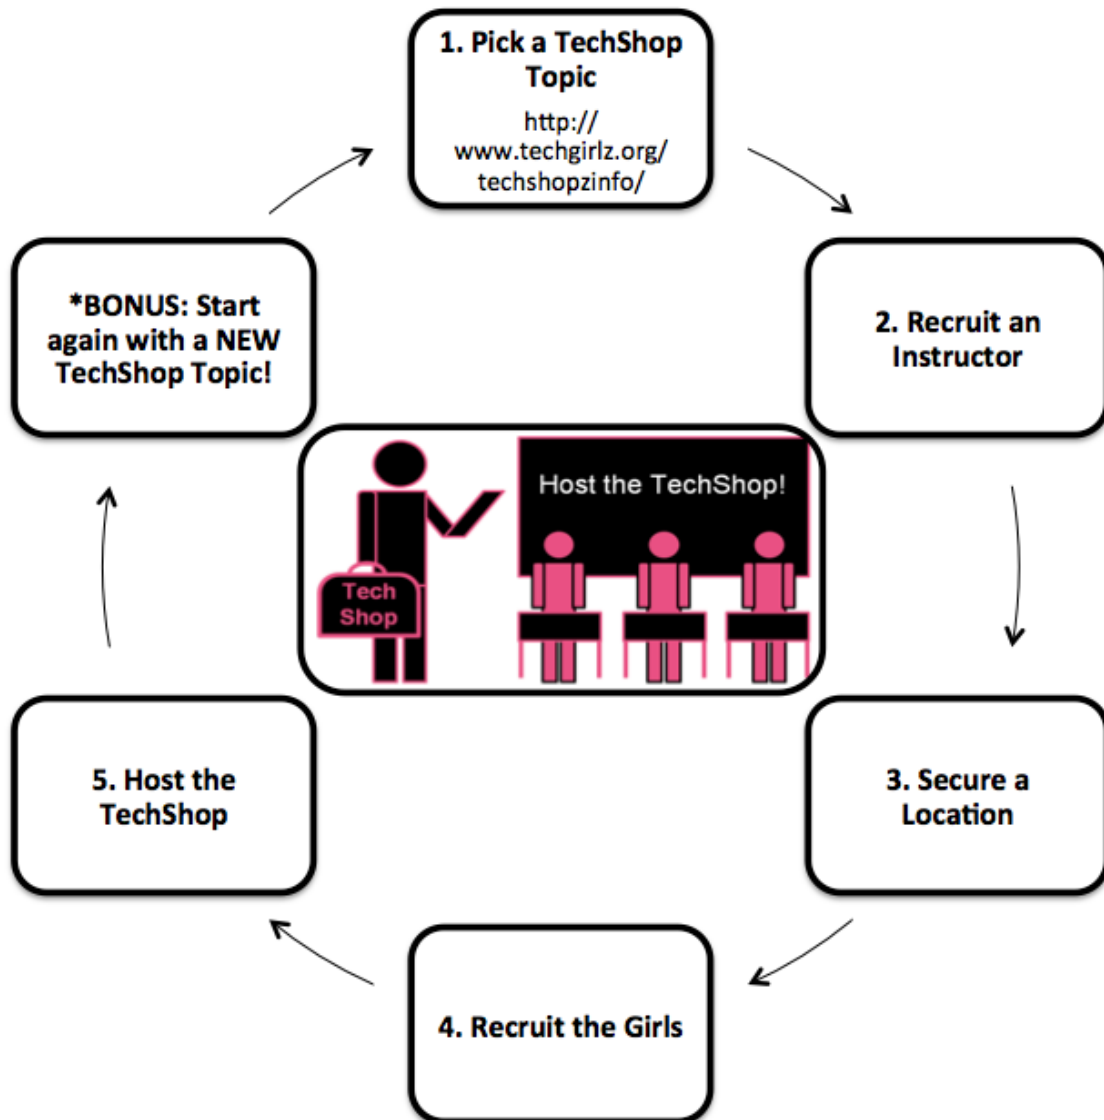 1. Pick a TechShop
Topic
http://
www.techgirlz.org/
techshopzinfo/
2. Recruit an
Instructor
3. Secure a
Location
4. Recruit the Girls
5. Host the
TechShop
*BONUS: Start
again with a NEW
TechShop Topic!
Host the TechShop!
Tech
Shop